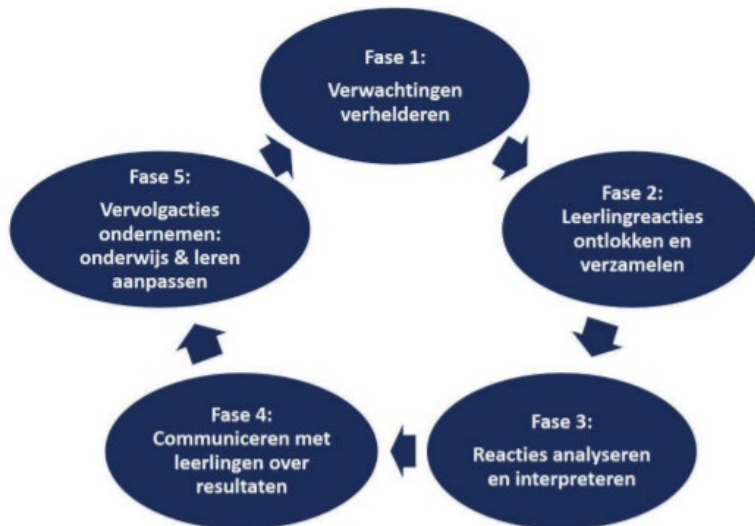 Fase 1:
Verwachtingen
verhelderen
Fase 2:
Leerlingreacties
ontlokken en
verzamelen
Fase 3:
Reacties analyseren
en interpreteren
Fase 4:
Communiceren met
leerlingen over
resultaten
Fase 5:
Vervolgacties
ondernemen:
onderwijs & leren
aanpassen